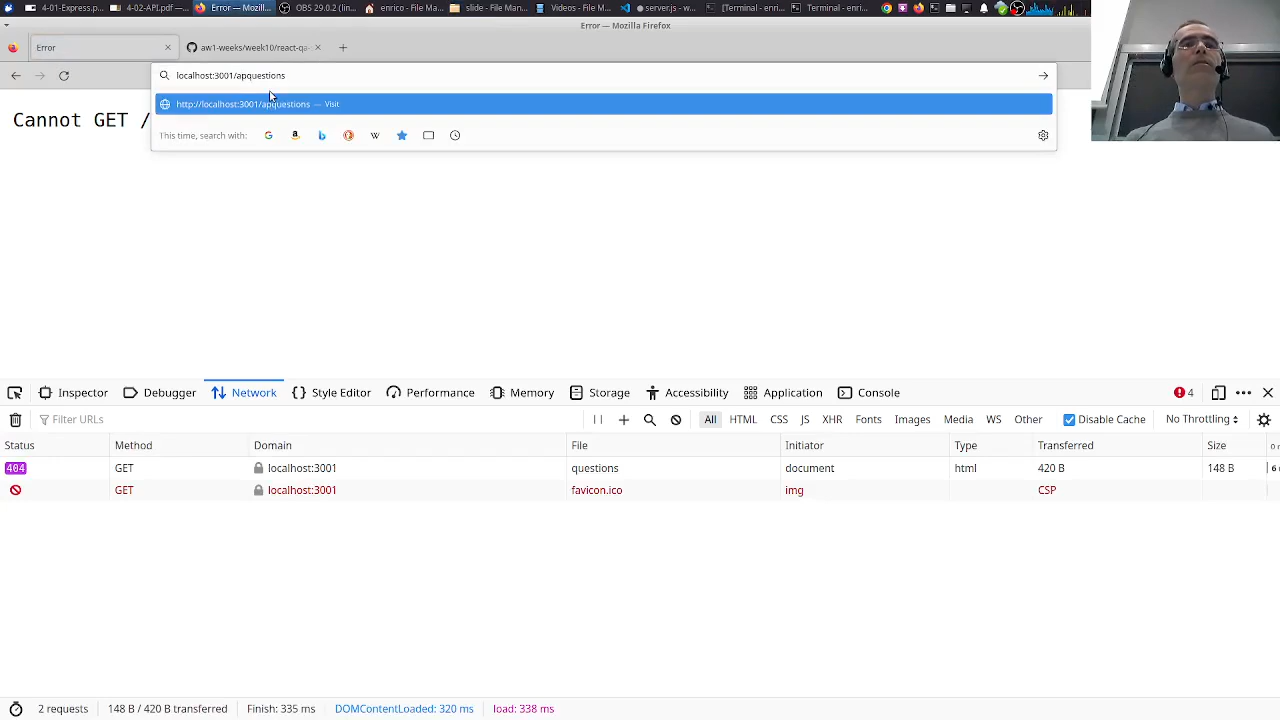 4-01-Express.p... 4-02-API.pdf — ... Error — Mozill... OBS 29.0.2 (list... enrico - File Ma... slide - File Man... Videos - File M... ● server.js - w... [Terminal - enri... Terminal - enri...
Error — Mozilla Firefox
Error
aw1-weeks/week10/react-qa-
localhost:3001/apquestions
http://localhost:3001/apquestions — Visit
This time, search with:
Cannot GET /
Inspector Debugger Network Style Editor Performance Memory Storage Accessibility Application Console 4
Filter URLs All HTML CSS JS XHR Fonts Images Media WS Other Disable Cache No Throttling
Status Method Domain File Initiator Type Transferred Size
404 GET localhost:3001 questions document html 420 B 148 B
GET localhost:3001 favicon.ico img CSP
2 requests 148 B / 420 B transferred Finish: 335 ms DOMContentLoaded: 320 ms load: 338 ms